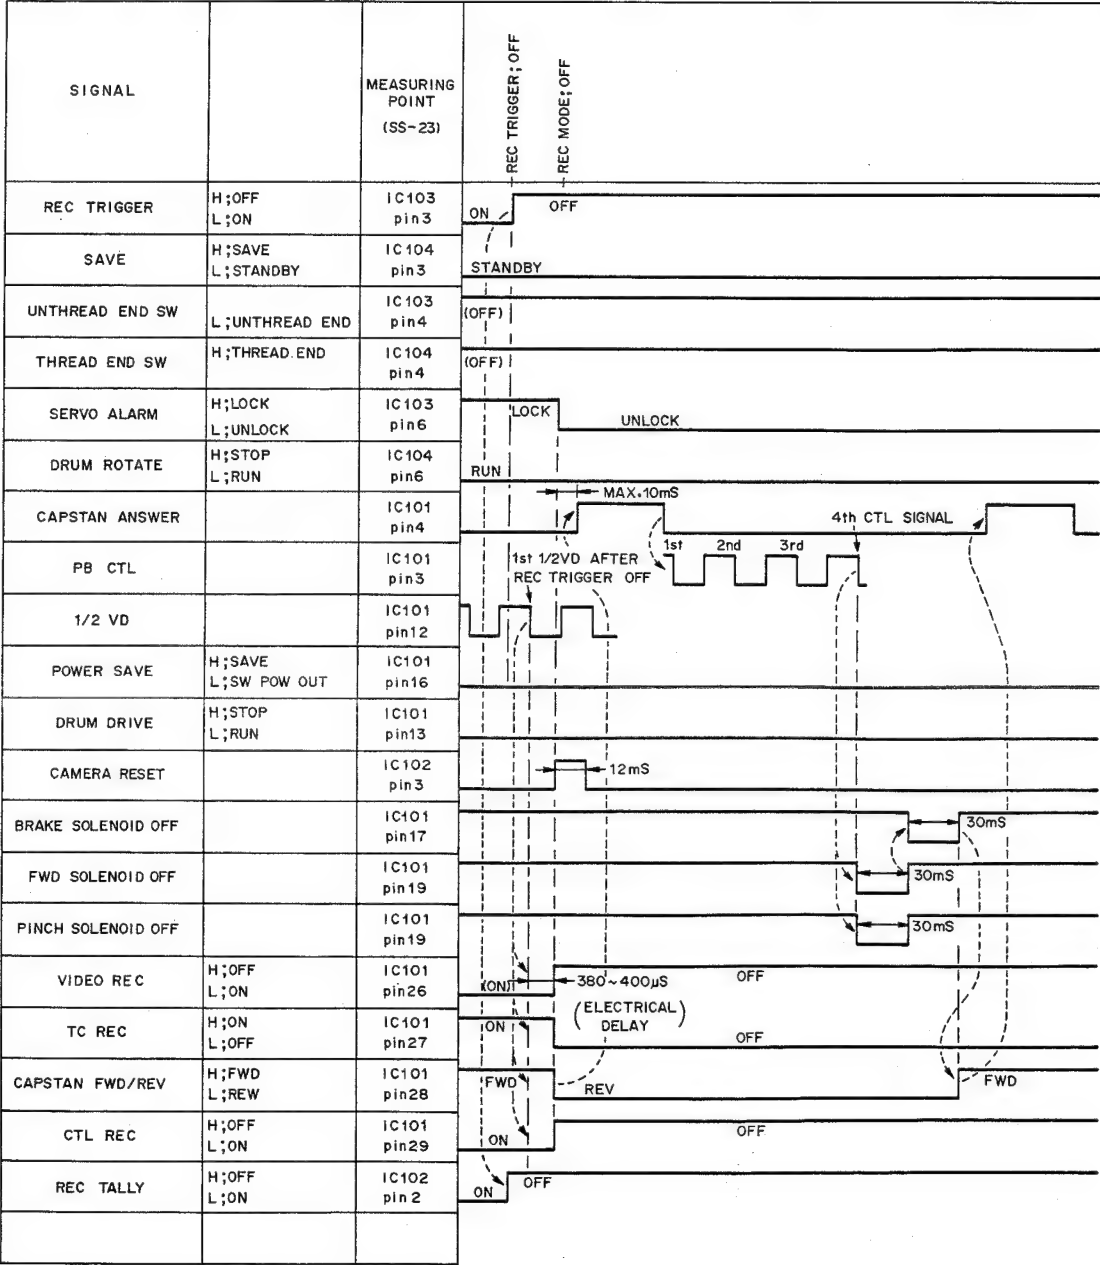 SIGNAL
MEASURING
POINT
(SS-23)
REC TRIGGER; OFF
REC MODE; OFF
REC TRIGGER
H;OFF
L;ON
IC103
pin3
ON
OFF
SAVE
H;SAVE
L;STANDBY
IC104
pin3
STANDBY
UNTHREAD END SW
L;UNTHREAD END
IC103
pin4
(OFF)
THREAD END SW
H;THREAD.END
IC104
pin4
(OFF)
SERVO ALARM
H;LOCK
L;UNLOCK
IC103
pin6
LOCK
UNLOCK
DRUM ROTATE
H;STOP
L;RUN
IC104
pin6
RUN
MAX.10mS
CAPSTAN ANSWER
IC101
pin4
4th CTL SIGNAL
PB CTL
IC101
pin3
1st 2nd 3rd
1st 1/2VD AFTER
REC TRIGGER OFF
1/2 VD
IC101
pin12
POWER SAVE
H;SAVE
L;SW POW OUT
IC101
pin16
DRUM DRIVE
H;STOP
L;RUN
IC101
pin13
CAMERA RESET
IC102
pin3
12mS
BRAKE SOLENOID OFF
IC101
pin17
30mS
FWD SOLENOID OFF
IC101
pin19
30mS
PINCH SOLENOID OFF
IC101
pin19
30mS
VIDEO REC
H;OFF
L;ON
IC101
pin26
(ON)
380~400μS
OFF
(ELECTRICAL
DELAY)
TC REC
H;ON
L;OFF
IC101
pin27
ON
OFF
CAPSTAN FWD/REV
H;FWD
L;REW
IC101
pin28
FWD
REV
FWD
CTL REC
H;OFF
L;ON
IC101
pin29
ON
OFF
REC TALLY
H;OFF
L;ON
IC102
pin2
ON
OFF